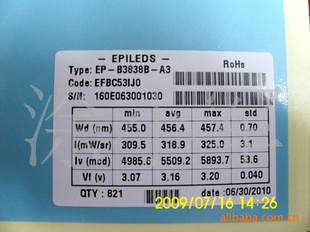 — EPILEDS —
Type: EP-B3838B-A3 RoHs
Code: EFBC53IJ0
S/N: 160E063001030
min avg max std
Wd (nm) 455.0 456.4 457.4 0.70
I(mW/sr) 309.5 318.9 325.0 3.1
Iv (mcd) 4985.6 5509.2 5893.7 53.6
Vf (v) 3.07 3.16 3.20 0.040
QTY : 821 date :06/30/2010
2009/07/16 14:26